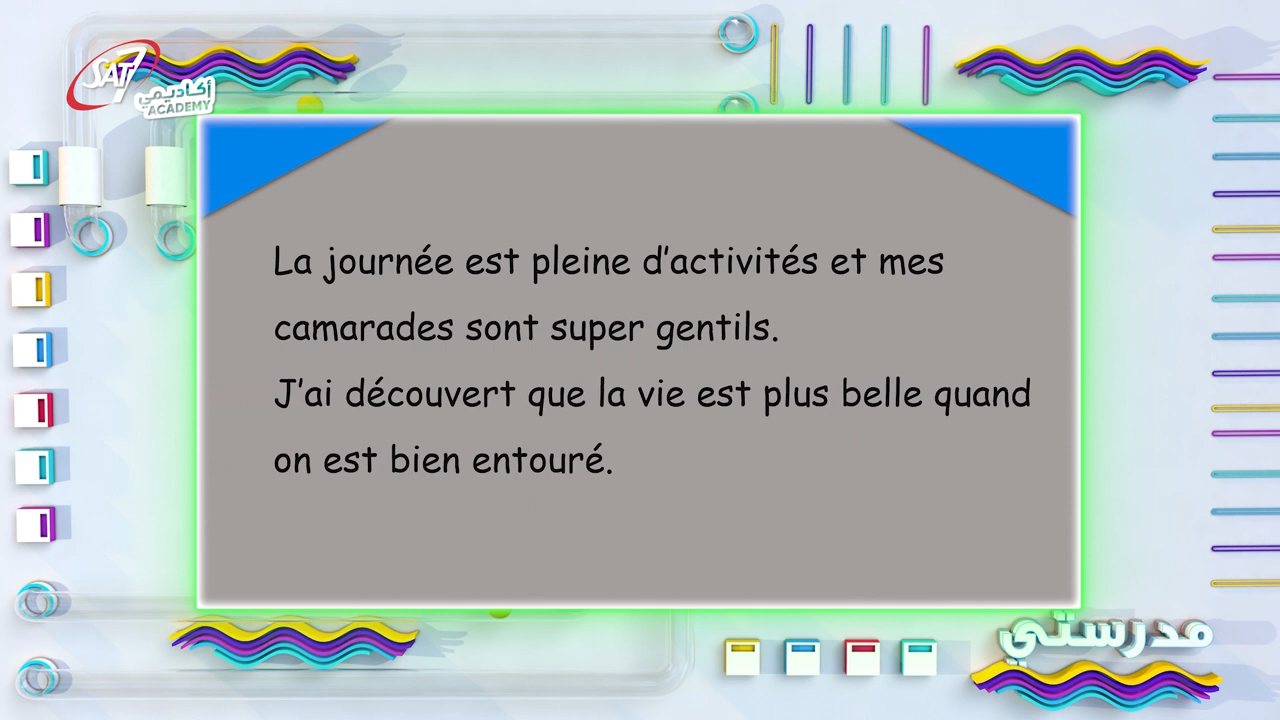 SAT7
أكاديمي
ACADEMY
La journée est pleine d'activités et mes
camarades sont super gentils.
J'ai découvert que la vie est plus belle quand
on est bien entouré.
مدرستي